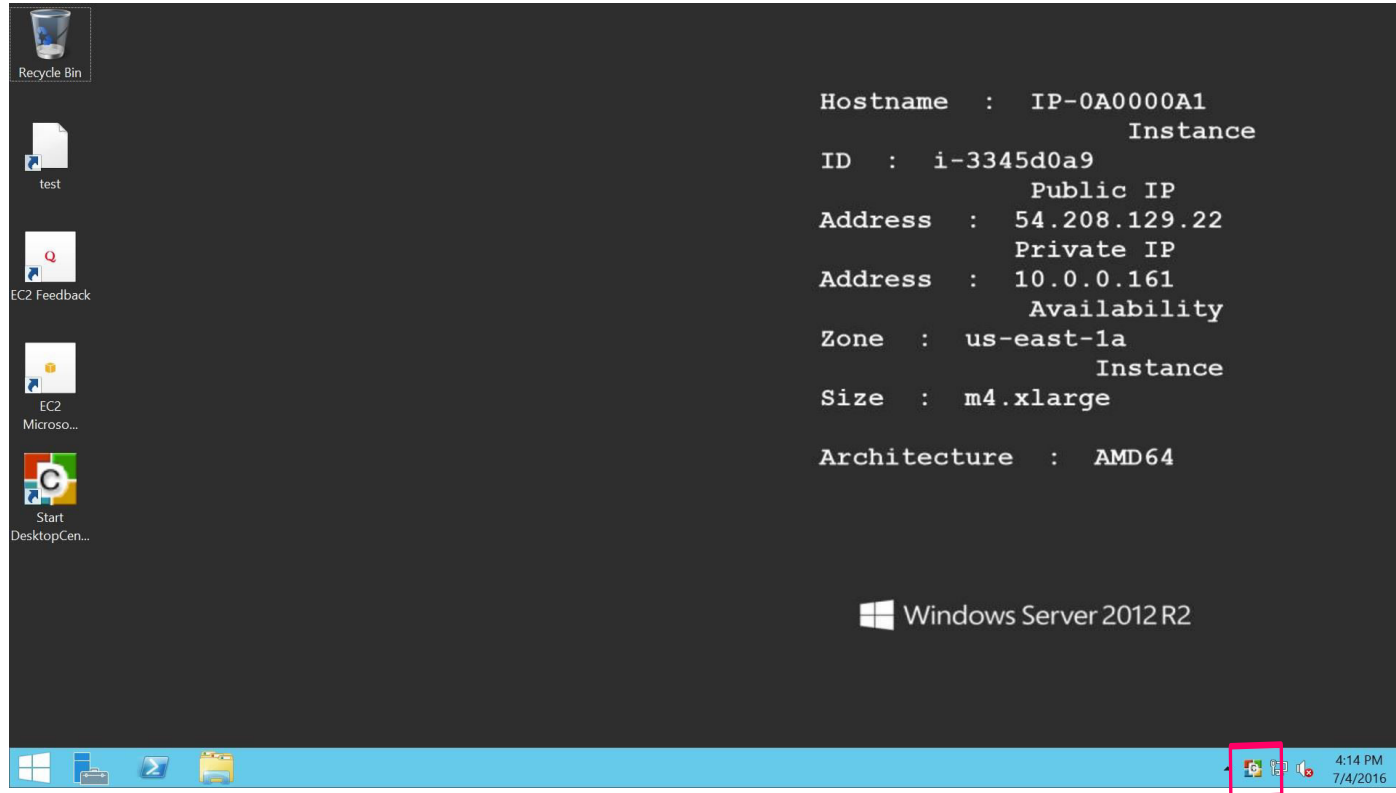 Recycle Bin
test
EC2 Feedback
EC2
Microso...
Start
DesktopCen...
Hostname : IP-0A0000A1
Instance
ID : i-3345d0a9
Public IP
Address : 54.208.129.22
Private IP
Address : 10.0.0.161
Availability
Zone : us-east-1a
Instance
Size : m4.xlarge
Architecture : AMD64
Windows Server 2012 R2
4:14 PM
7/4/2016